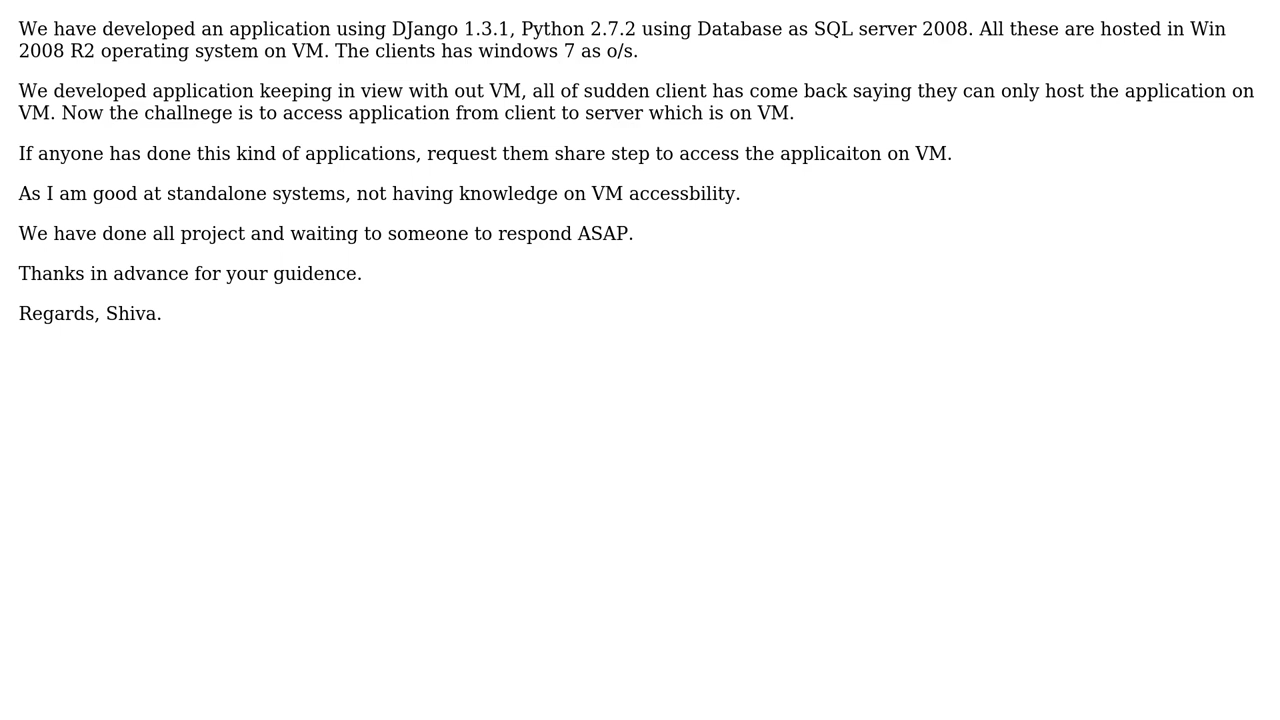 We have developed an application using DJango 1.3.1, Python 2.7.2 using Database as SQL server 2008. All these are hosted in Win
2008 R2 operating system on VM. The clients has windows 7 as o/s.
We developed application keeping in view with out VM, all of sudden client has come back saying they can only host the application on
VM. Now the challnege is to access application from client to server which is on VM.
If anyone has done this kind of applications, request them share step to access the applicaiton on VM.
As I am good at standalone systems, not having knowledge on VM accessbility.
We have done all project and waiting to someone to respond ASAP.
Thanks in advance for your guidence.
Regards, Shiva.